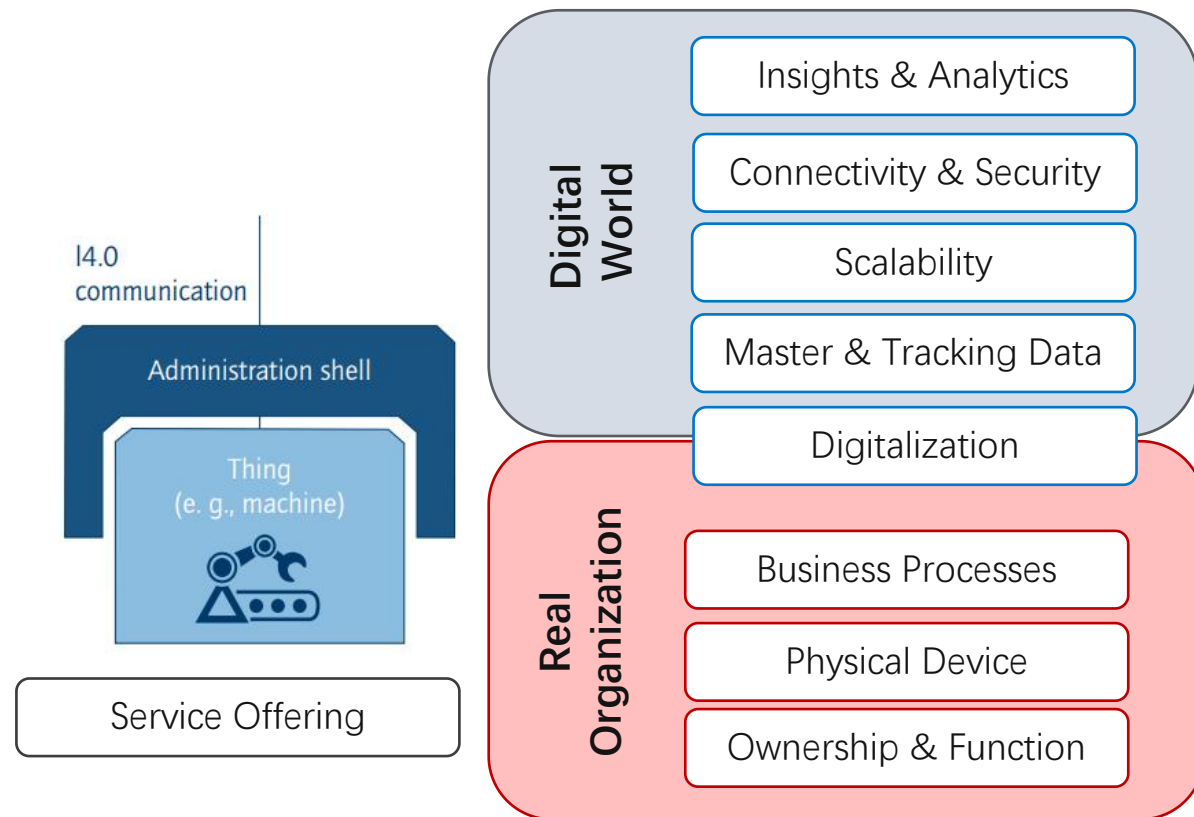 I4.0
communication
Administration shell
Thing
(e. g., machine)
Service Offering
Digital
World
Insights & Analytics
Connectivity & Security
Scalability
Master & Tracking Data
Digitalization
Real
Organization
Business Processes
Physical Device
Ownership & Function